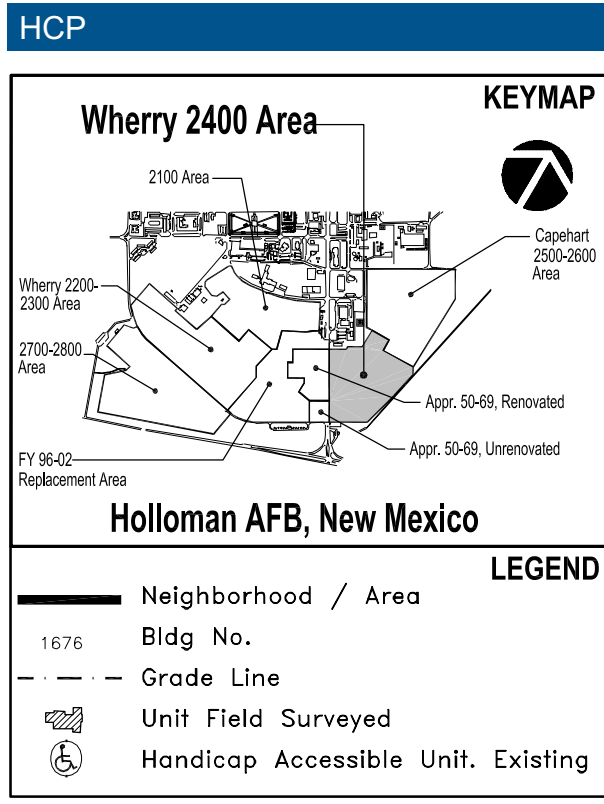 HCP
KEYMAP
Wherry 2400 Area
2100 Area
Capehart
2500-2600
Area
Wherry 2200-
2300 Area
2700-2800
Area
Appr. 50-69, Renovated
Appr. 50-69, Unrenovated
FY 96-02
Replacement Area
Holloman AFB, New Mexico
LEGEND
Neighborhood / Area
1676 Bldg No.
Grade Line
Unit Field Surveyed
Handicap Accessible Unit. Existing